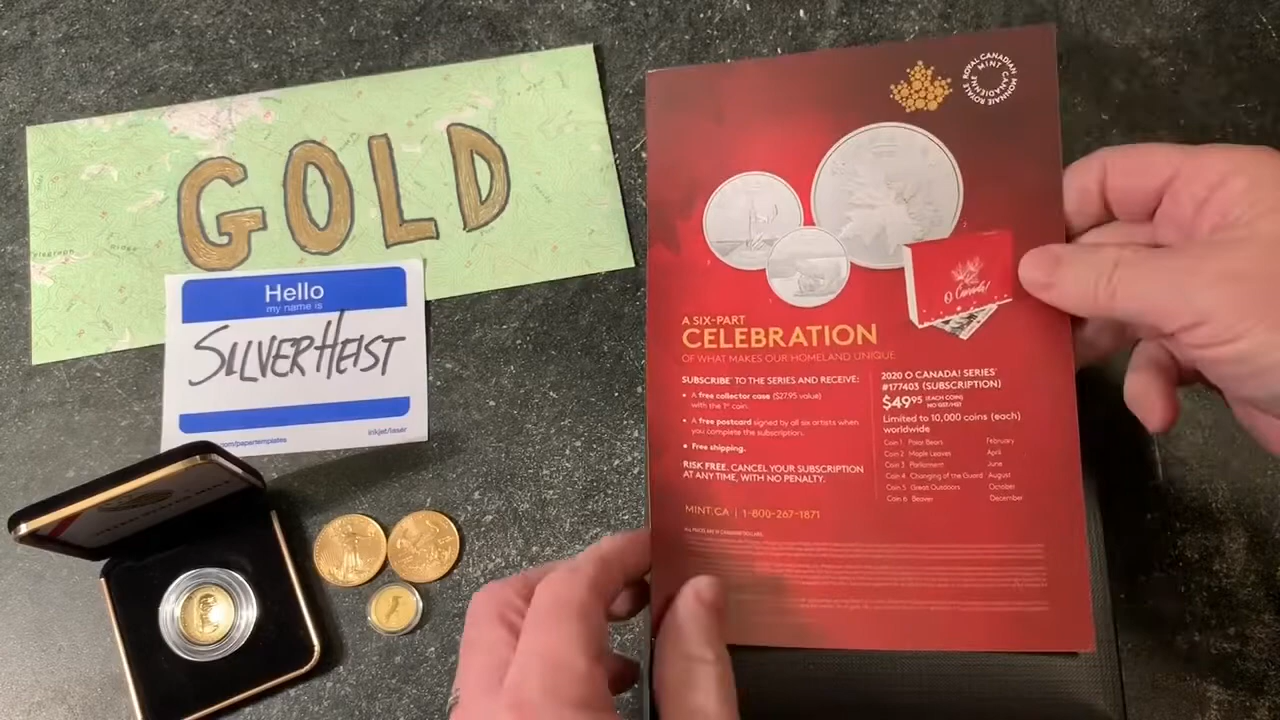 GOLD
Hello
my name is
SILVERHEIST
.com/papertemplates
inkjet/laser
ROYAL CANADIAN MINT
MONNAIE ROYALE CANADIENNE
O Canada!
A SIX-PART
CELEBRATION
OF WHAT MAKES OUR HOMELAND UNIQUE
SUBSCRIBE* TO THE SERIES AND RECEIVE:
• A free collector case ($27.95 value)
with the 1st coin.
• A free postcard signed by all six artists when
you complete the subscription.
• Free shipping.
RISK FREE. CANCEL YOUR SUBSCRIPTION
AT ANY TIME, WITH NO PENALTY.
2020 O CANADA! SERIES*
#177403 (SUBSCRIPTION)
$49.95 (EACH COIN)
NO GST/HST
Limited to 10,000 coins (each)
worldwide
Coin 1 Polar Bears February
Coin 2 Maple Leaves April
Coin 3 Parliament June
Coin 4 Changing of the Guard August
Coin 5 Great Outdoors October
Coin 6 Beaver December
MINT.CA | 1-800-267-1871
ALL PRICES ARE IN CANADIAN DOLLARS.